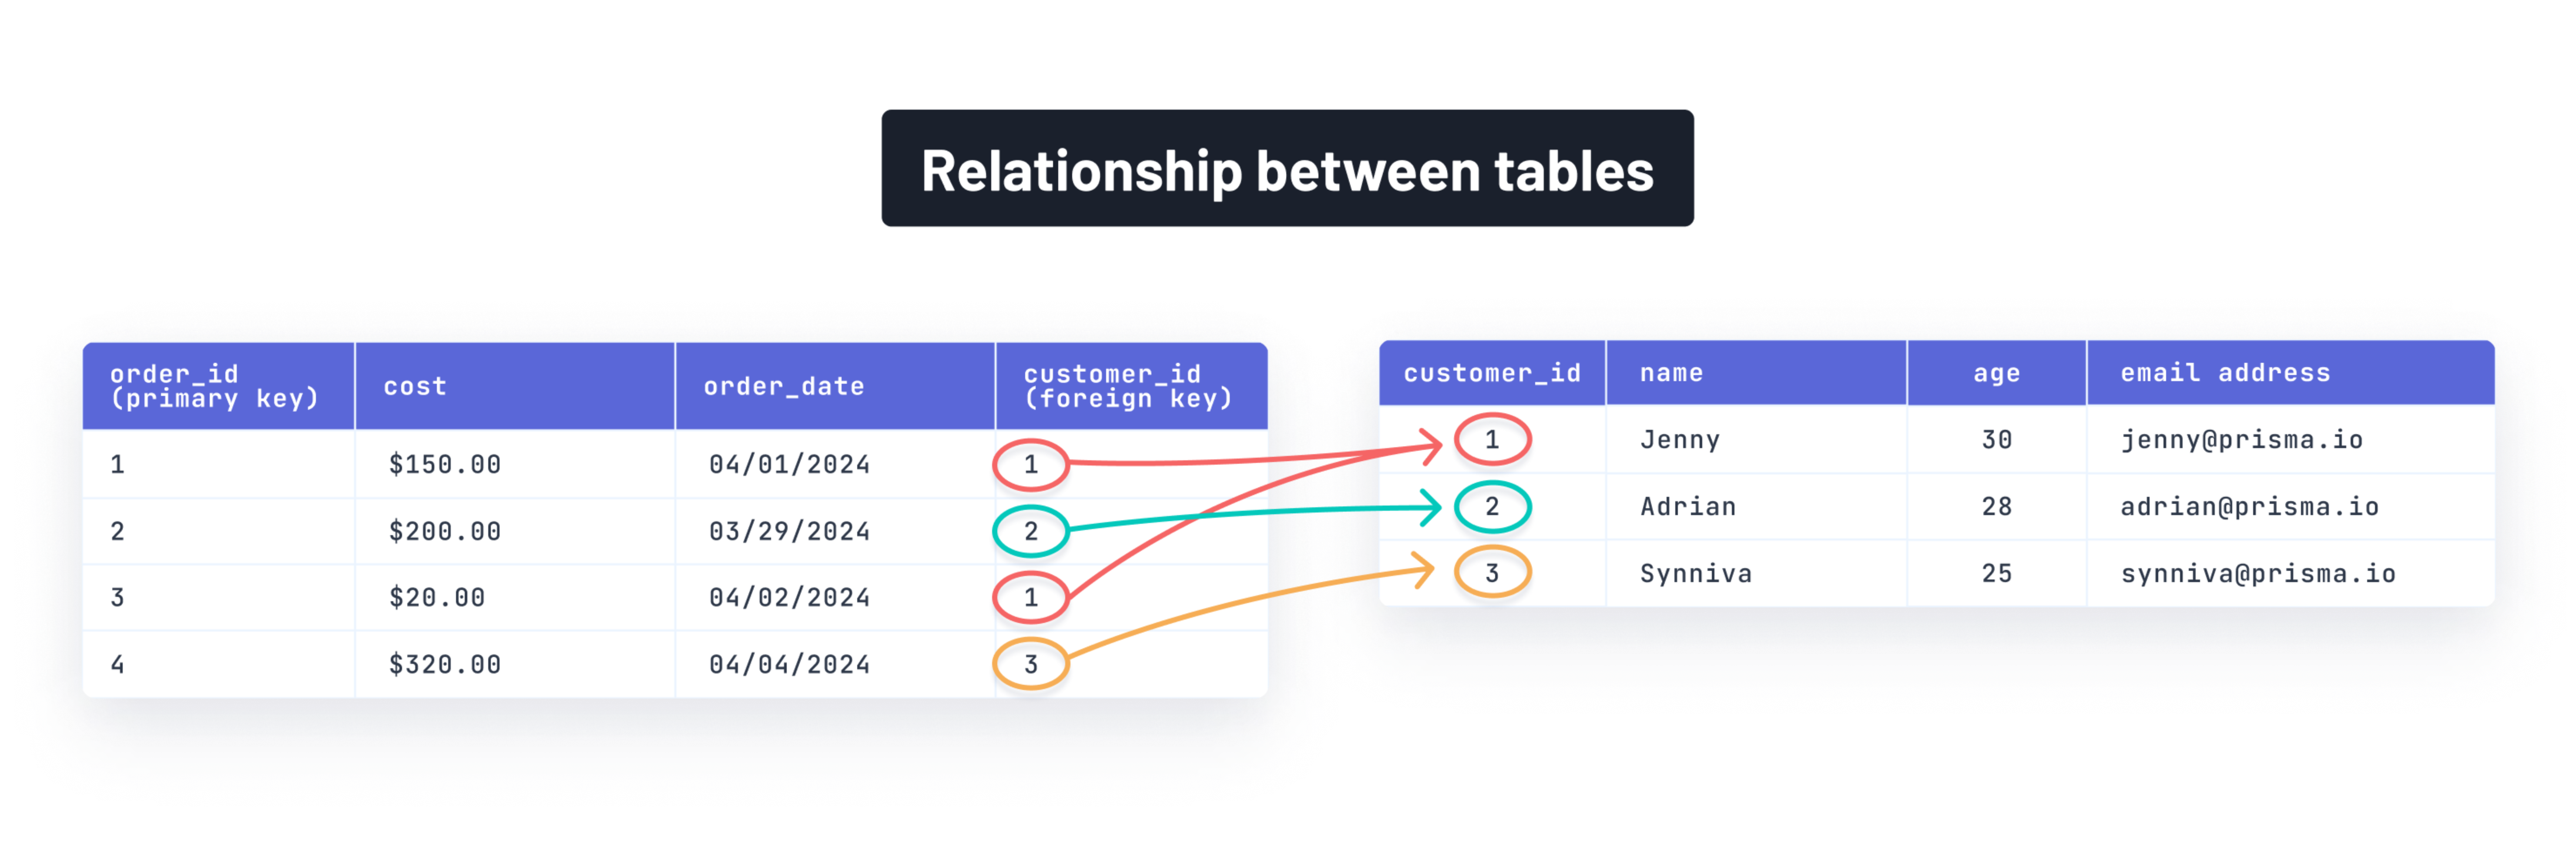 Relationship between tables
order_id
(primary key)
cost
order_date
customer_id
(foreign key)
1 $150.00 04/01/2024 1
2 $200.00 03/29/2024 2
3 $20.00 04/02/2024 1
4 $320.00 04/04/2024 3
customer_id name age email address
1 Jenny 30 jenny@prisma.io
2 Adrian 28 adrian@prisma.io
3 Synniva 25 synniva@prisma.io